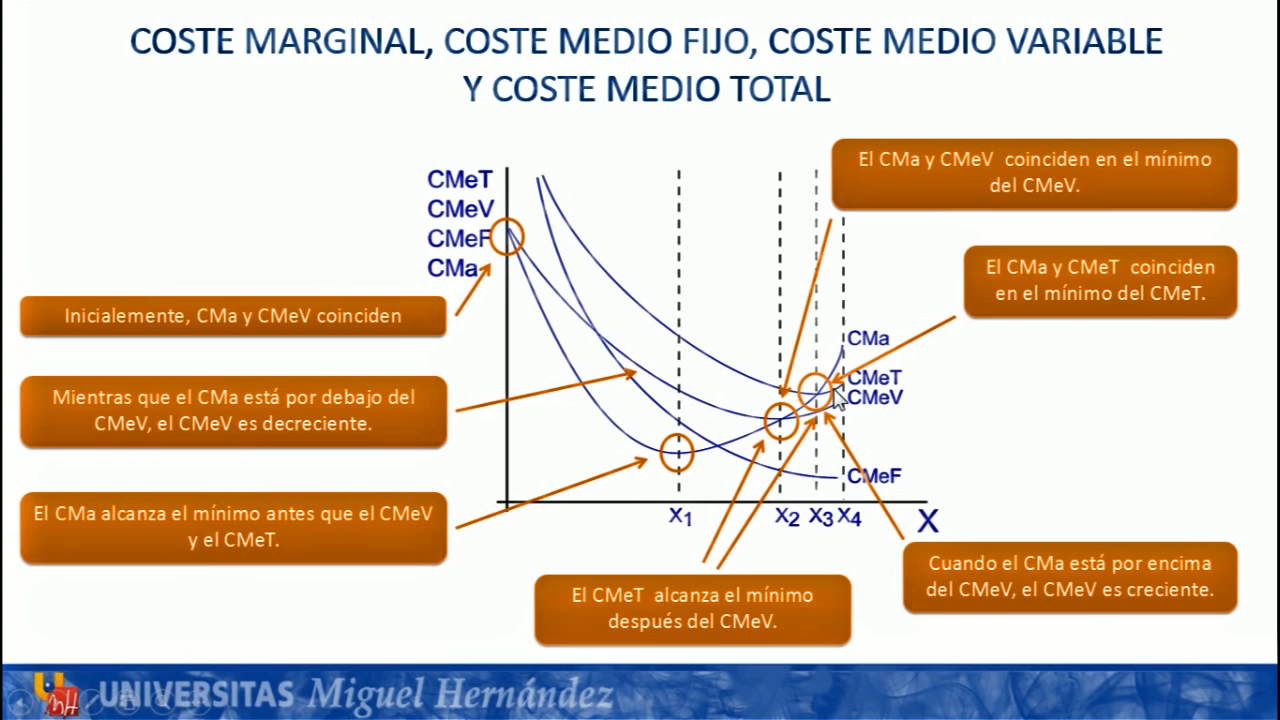 COSTE MARGINAL, COSTE MEDIO FIJO, COSTE MEDIO VARIABLE
Y COSTE MEDIO TOTAL
El CMa y CMeV coinciden en el mínimo
del CMeV.
CMeT
CMeV
CMeF
CMa
El CMa y CMeT coinciden
en el mínimo del CMeT.
Inicialemente, CMa y CMeV coinciden
CMa
CMeT
CMeV
Mientras que el CMa está por debajo del
CMeV, el CMeV es decreciente.
CMeF
El CMa alcanza el mínimo antes que el CMeV
y el CMeT.
X1 X2 X3 X4 X
Cuando el CMa está por encima
del CMeV, el CMeV es creciente.
El CMeT alcanza el mínimo
después del CMeV.
UNIVERSITAS Miguel Hernández